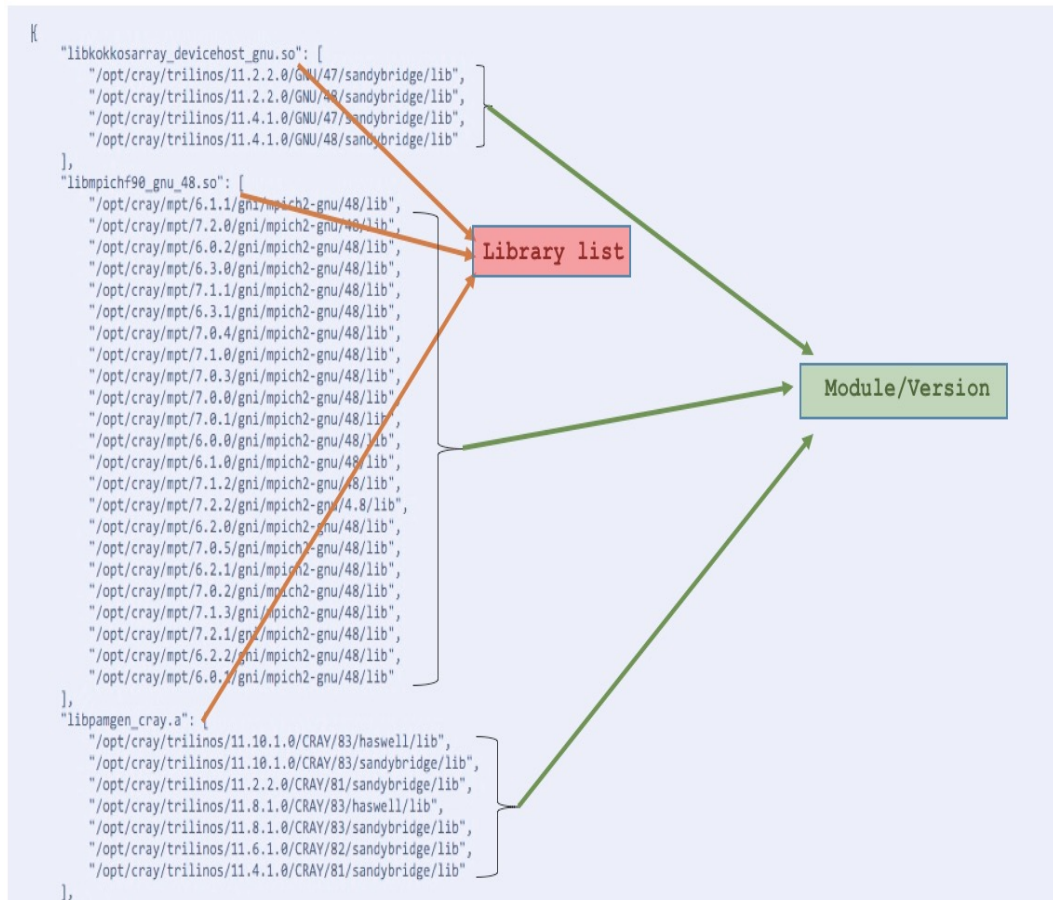 {
"libkokkosarray_devicehost_gnu.so": [
"/opt/cray/trilinos/11.2.2.0/GNU/47/sandybridge/lib",
"/opt/cray/trilinos/11.2.2.0/GNU/48/sandybridge/lib",
"/opt/cray/trilinos/11.4.1.0/GNU/47/sandybridge/lib",
"/opt/cray/trilinos/11.4.1.0/GNU/48/sandybridge/lib"
],
"libmpichf90_gnu_48.so": [
"/opt/cray/mpt/6.1.1/gni/mpich2-gnu/48/lib",
"/opt/cray/mpt/7.2.0/gni/mpich2-gnu/48/lib",
"/opt/cray/mpt/6.0.2/gni/mpich2-gnu/48/lib",
"/opt/cray/mpt/6.3.0/gni/mpich2-gnu/48/lib",
"/opt/cray/mpt/7.1.1/gni/mpich2-gnu/48/lib",
"/opt/cray/mpt/6.3.1/gni/mpich2-gnu/48/lib",
"/opt/cray/mpt/7.0.4/gni/mpich2-gnu/48/lib",
"/opt/cray/mpt/7.1.0/gni/mpich2-gnu/48/lib",
"/opt/cray/mpt/7.0.3/gni/mpich2-gnu/48/lib",
"/opt/cray/mpt/7.0.0/gni/mpich2-gnu/48/lib",
"/opt/cray/mpt/7.0.1/gni/mpich2-gnu/48/lib",
"/opt/cray/mpt/6.0.0/gni/mpich2-gnu/48/lib",
"/opt/cray/mpt/6.1.0/gni/mpich2-gnu/48/lib",
"/opt/cray/mpt/7.1.2/gni/mpich2-gnu/48/lib",
"/opt/cray/mpt/7.2.2/gni/mpich2-gnu/4.8/lib",
"/opt/cray/mpt/6.2.0/gni/mpich2-gnu/48/lib",
"/opt/cray/mpt/7.0.5/gni/mpich2-gnu/48/lib",
"/opt/cray/mpt/6.2.1/gni/mpich2-gnu/48/lib",
"/opt/cray/mpt/7.0.2/gni/mpich2-gnu/48/lib",
"/opt/cray/mpt/7.1.3/gni/mpich2-gnu/48/lib",
"/opt/cray/mpt/7.2.1/gni/mpich2-gnu/48/lib",
"/opt/cray/mpt/6.2.2/gni/mpich2-gnu/48/lib",
"/opt/cray/mpt/6.0.1/gni/mpich2-gnu/48/lib"
],
"libpamgen_cray.a": [
"/opt/cray/trilinos/11.10.1.0/CRAY/83/haswell/lib",
"/opt/cray/trilinos/11.10.1.0/CRAY/83/sandybridge/lib",
"/opt/cray/trilinos/11.2.2.0/CRAY/81/sandybridge/lib",
"/opt/cray/trilinos/11.8.1.0/CRAY/83/haswell/lib",
"/opt/cray/trilinos/11.8.1.0/CRAY/83/sandybridge/lib",
"/opt/cray/trilinos/11.6.1.0/CRAY/82/sandybridge/lib",
"/opt/cray/trilinos/11.4.1.0/CRAY/81/sandybridge/lib"
],
Library list
Module/Version